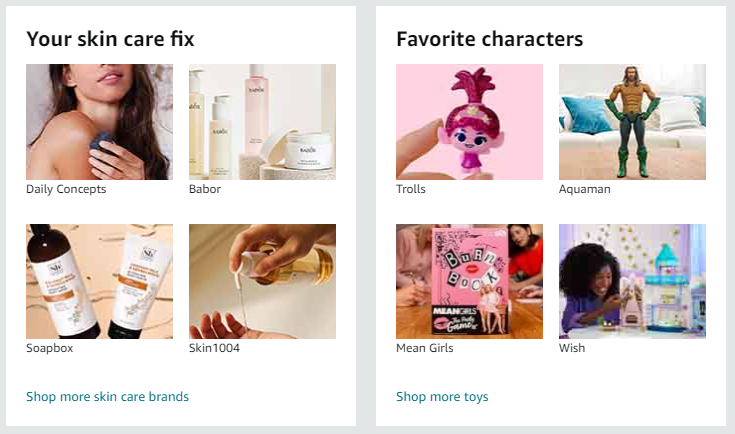 Your skin care fix
Daily Concepts
BABOR
BABOR
Babor
Soapbox
Skin1004
Shop more skin care brands
Favorite characters
Trolls
Aquaman
BURN
BOOK
MEAN GIRLS
The Party
Game
Mean Girls
Wish
Shop more toys